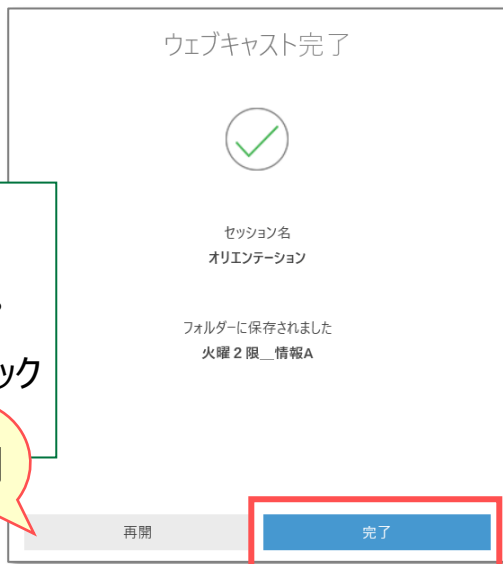 ウェブキャスト完了
セッション名
オリエンテーション
フォルダーに保存されました
火曜2限__情報A
ック
再開
完了